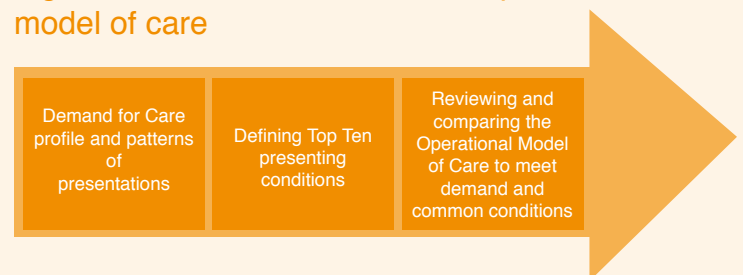 model of care
Demand for Care
profile and patterns
of
presentations
Defining Top Ten
presenting
conditions
Reviewing and
comparing the
Operational Model
of Care to meet
demand and
common conditions